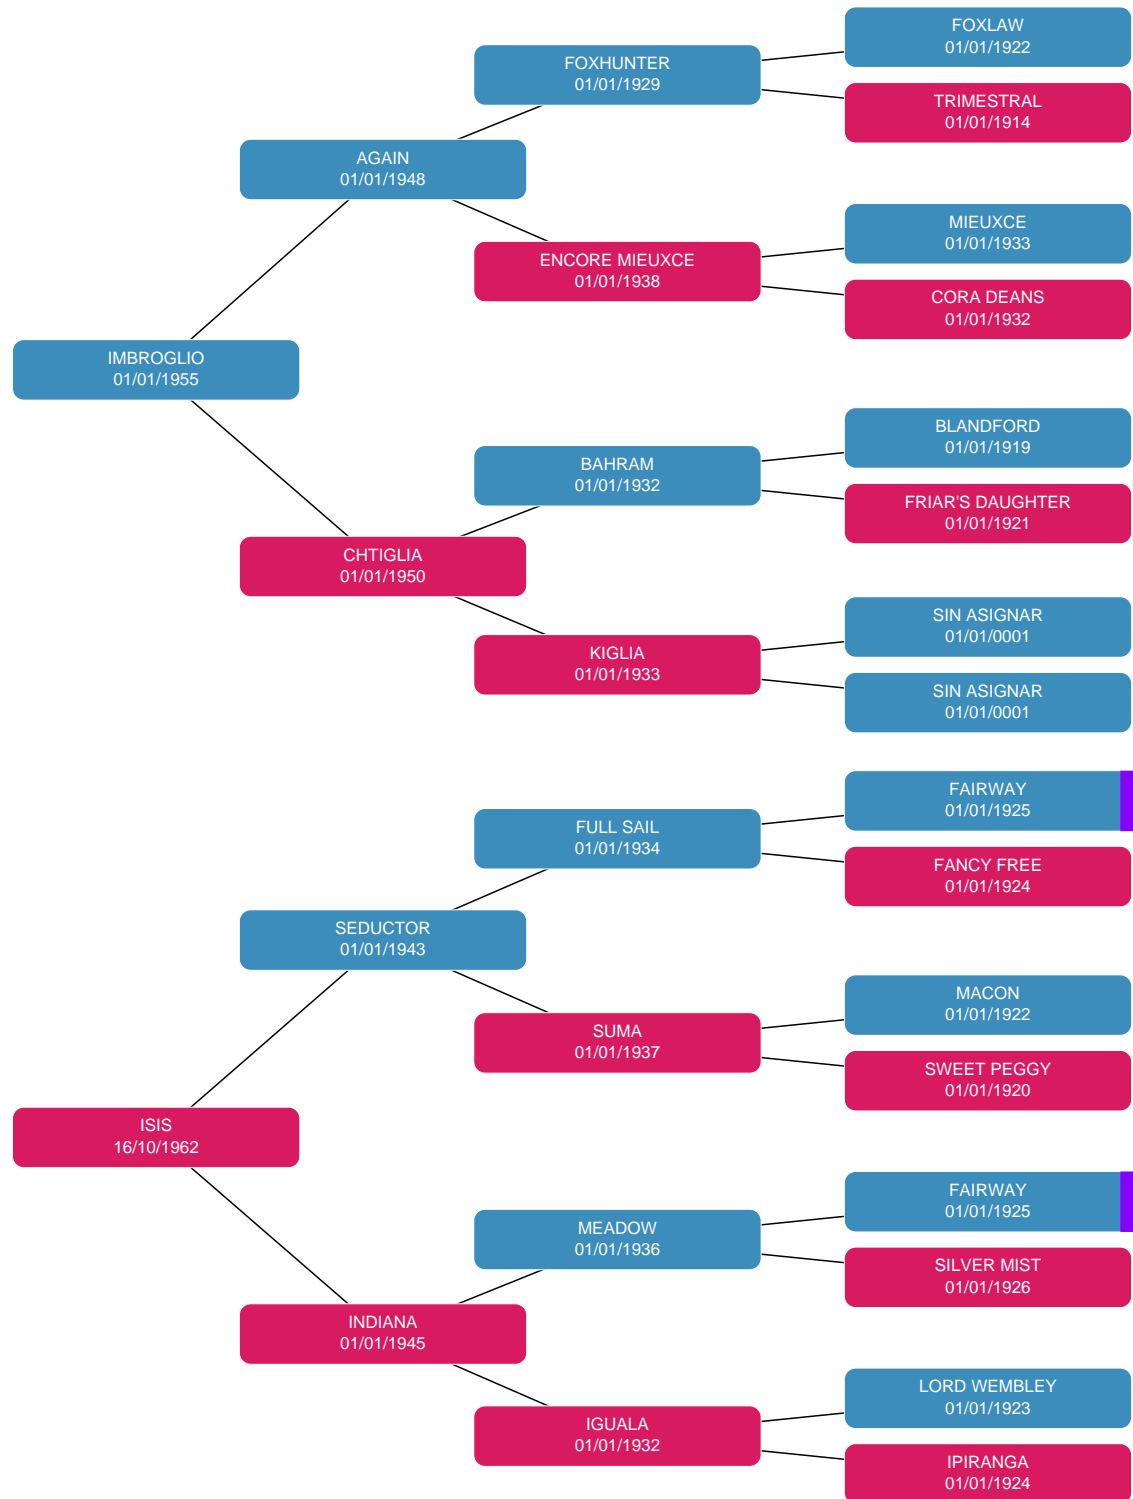 FOXLAW
01/01/1922
FOXHUNTER
01/01/1929
TRIMESTRAL
01/01/1914
AGAIN
01/01/1948
MIEUXCE
01/01/1933
ENCORE MIEUXCE
01/01/1938
CORA DEANS
01/01/1932
IMBROGLIO
01/01/1955
BLANDFORD
01/01/1919
BAHRAM
01/01/1932
FRIAR'S DAUGHTER
01/01/1921
CHTIGLIA
01/01/1950
SIN ASIGNAR
01/01/0001
KIGLIA
01/01/1933
SIN ASIGNAR
01/01/0001
FAIRWAY
01/01/1925
FULL SAIL
01/01/1934
FANCY FREE
01/01/1924
SEDUCTOR
01/01/1943
MACON
01/01/1922
SUMA
01/01/1937
SWEET PEGGY
01/01/1920
ISIS
16/10/1962
FAIRWAY
01/01/1925
MEADOW
01/01/1936
SILVER MIST
01/01/1926
INDIANA
01/01/1945
LORD WEMBLEY
01/01/1923
IGUALA
01/01/1932
IPIRANGA
01/01/1924